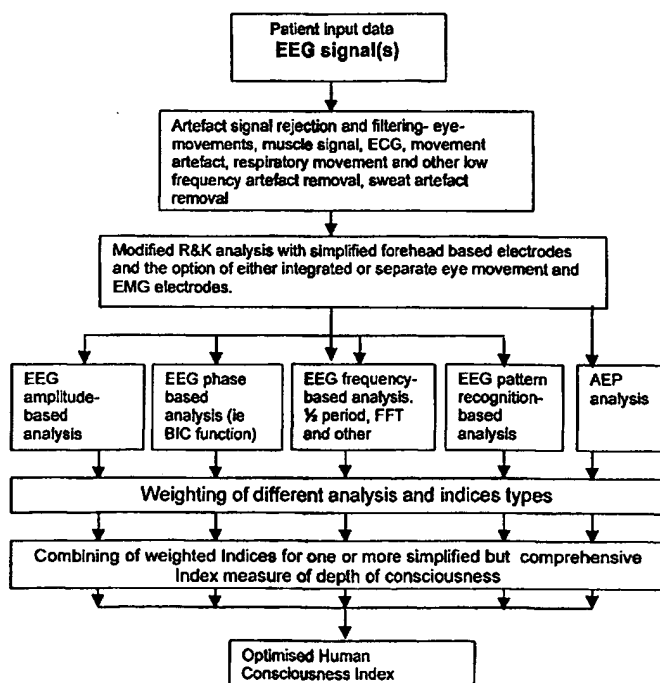 Patient input data
EEG signal(s)
Artefact signal rejection and filtering- eye-
movements, muscle signal, ECG, movement
artefact, respiratory movement and other low
frequency artefact removal, sweat artefact
removal
Modified R&K analysis with simplified forehead based electrodes
and the option of either integrated or separate eye movement and
EMG electrodes.
EEG
amplitude-
based
analysis
EEG phase
based
analysis (ie
BIC function)
EEG frequency-
based analysis.
½ period, FFT
and other
EEG pattern
recognition-
based
analysis
AEP
analysis
Weighting of different analysis and indices types
Combining of weighted Indices for one or more simplified but comprehensive
Index measure of depth of consciousness
Optimised Human
Consciousness Index